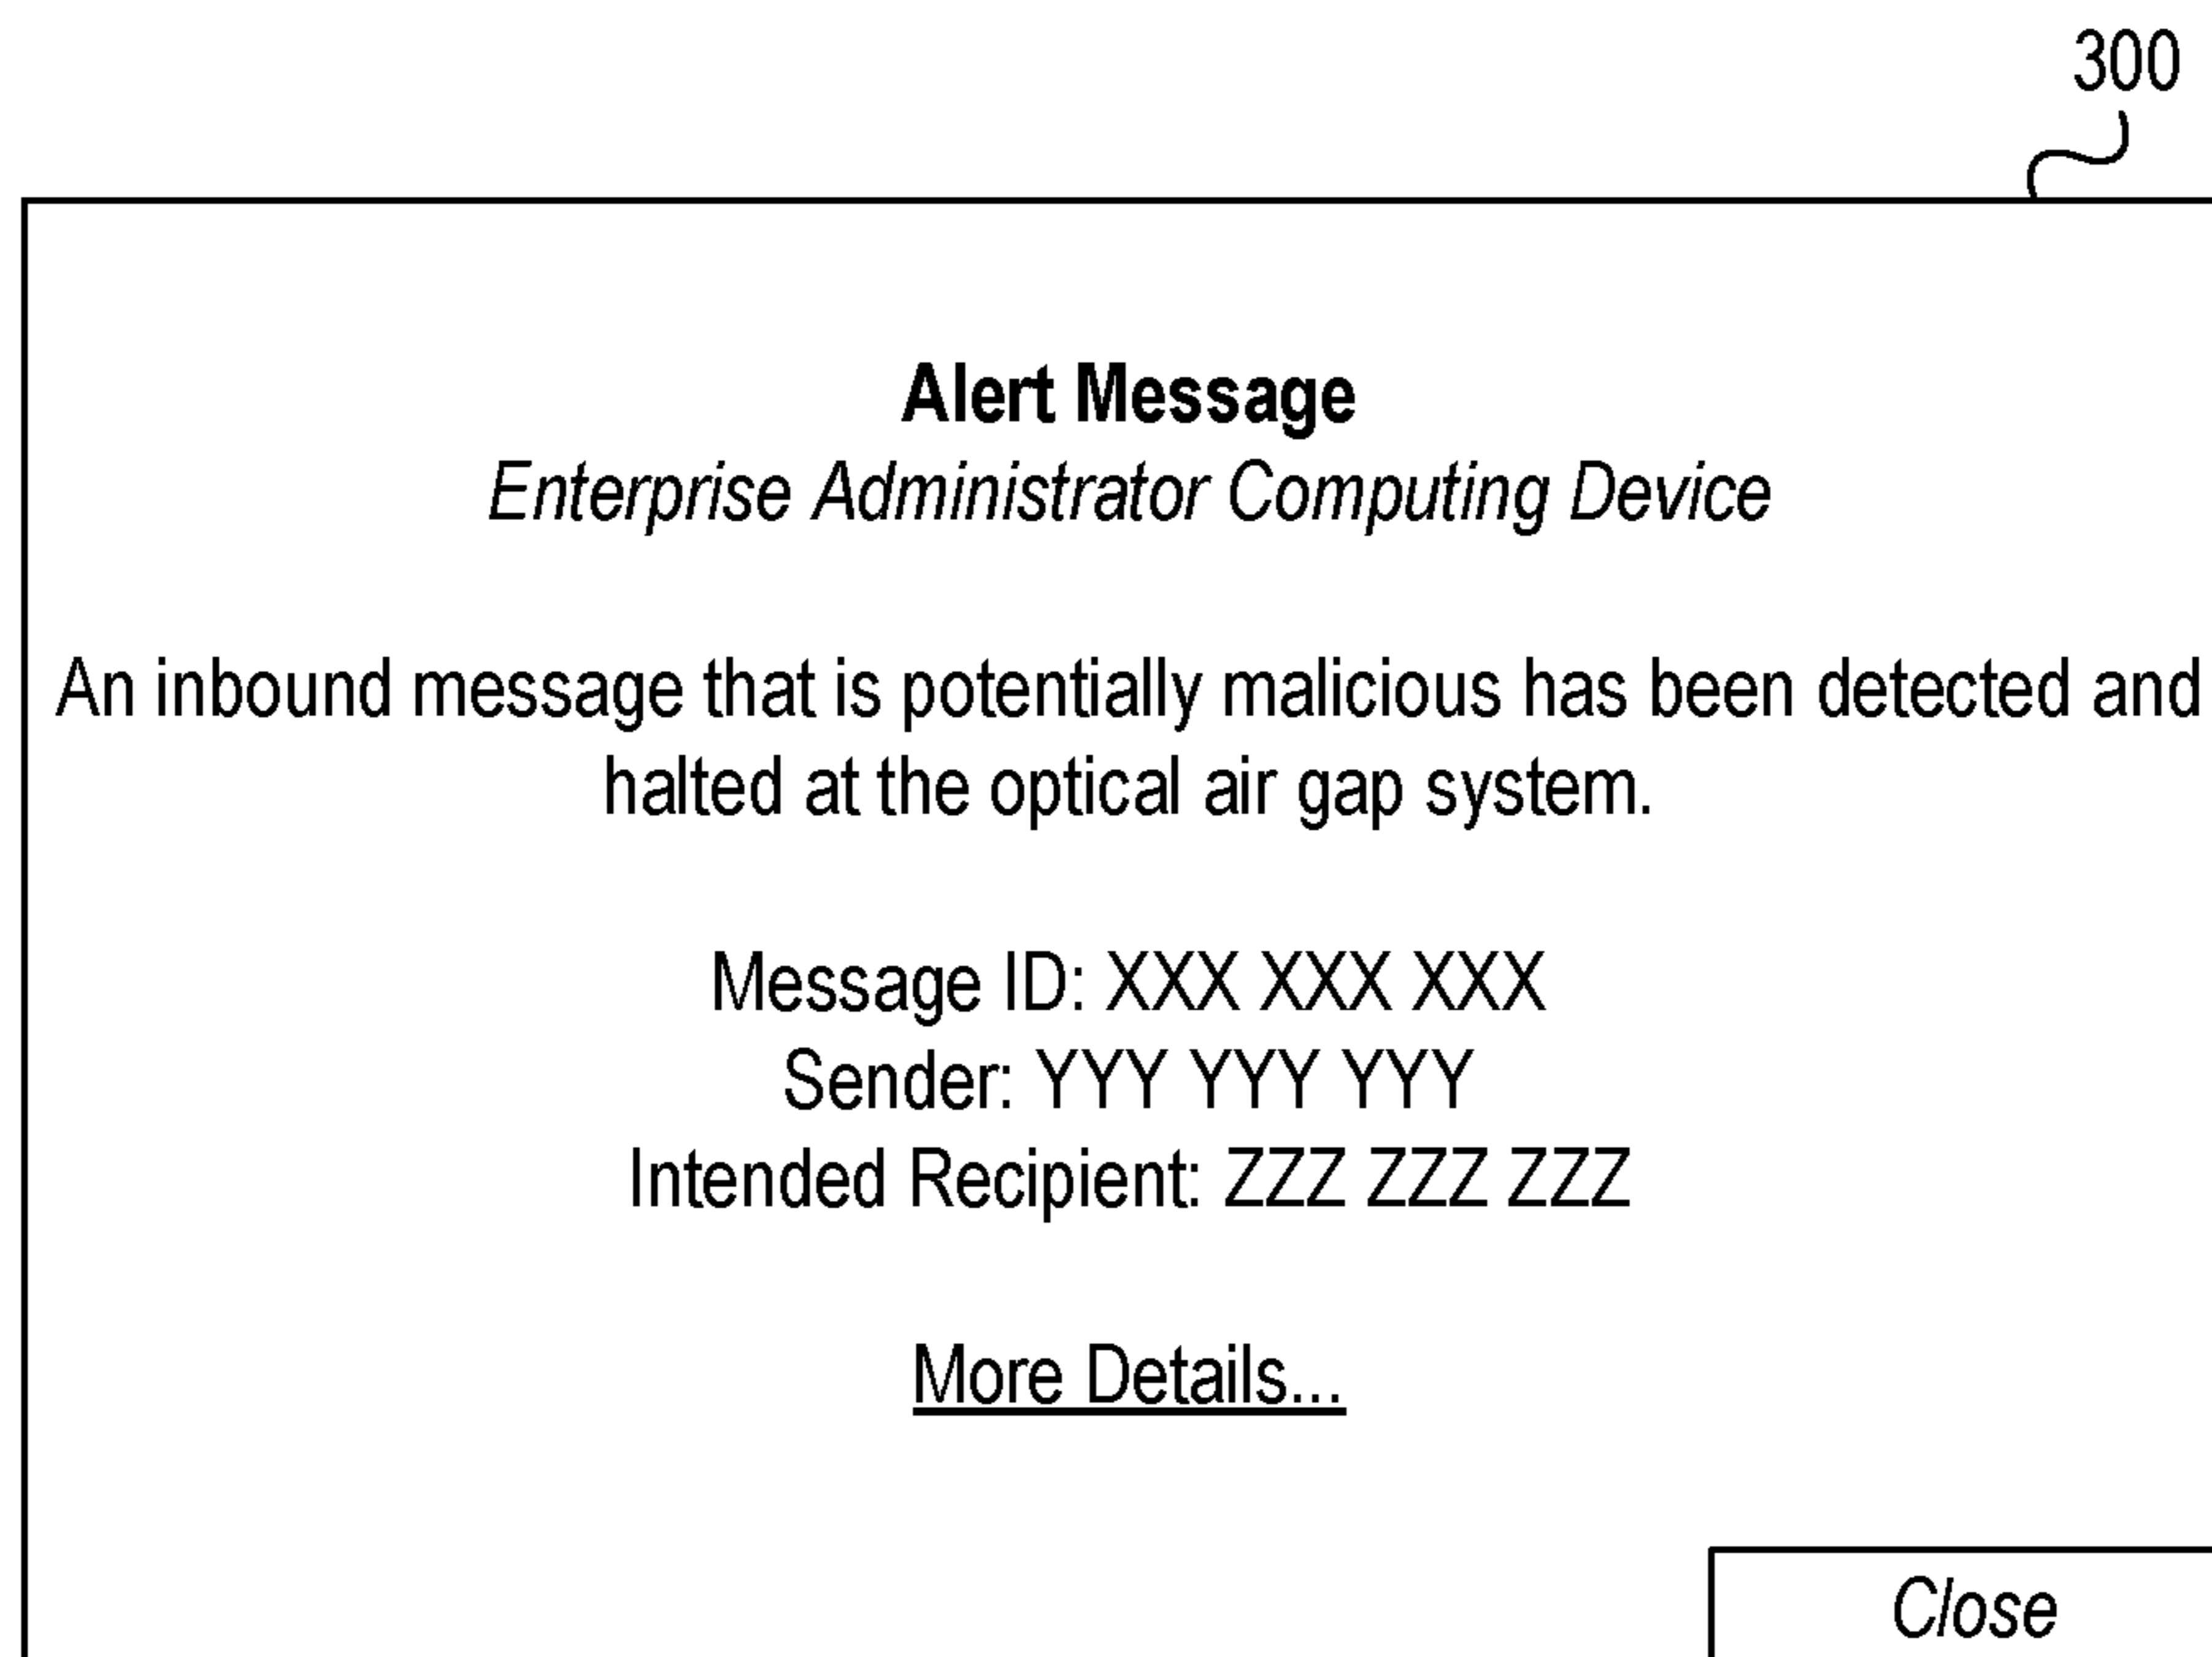 300
Alert Message
Enterprise Administrator Computing Device
An inbound message that is potentially malicious has been detected and
halted at the optical air gap system.
Message ID: XXX XXX XXX
Sender: YYY YYY YYY
Intended Recipient: ZZZ ZZZ ZZZ
More Details...
Close